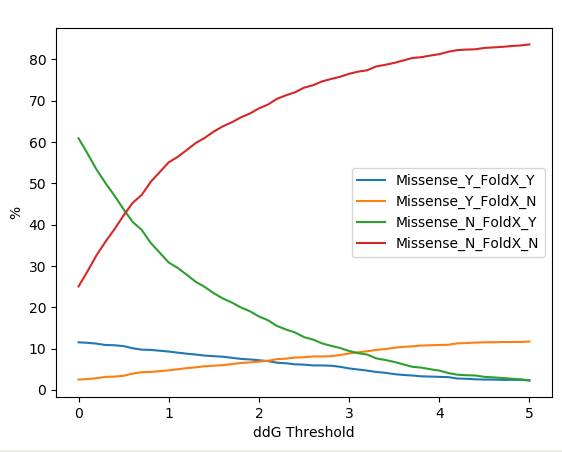 %
80
70
60
50
40
30
20
10
0
Missense_Y_FoldX_Y
Missense_Y_FoldX_N
Missense_N_FoldX_Y
Missense_N_FoldX_N
0 1 2 3 4 5
ddG Threshold